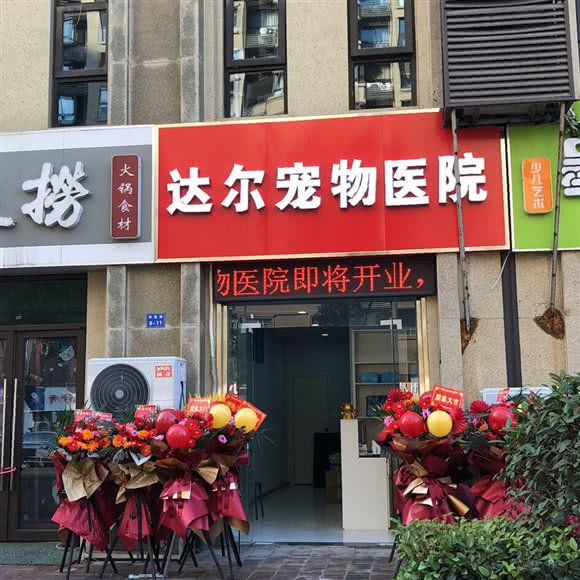 捞
火锅食材
达尔宠物医院
少儿艺术
物医院即将开业，
8-11